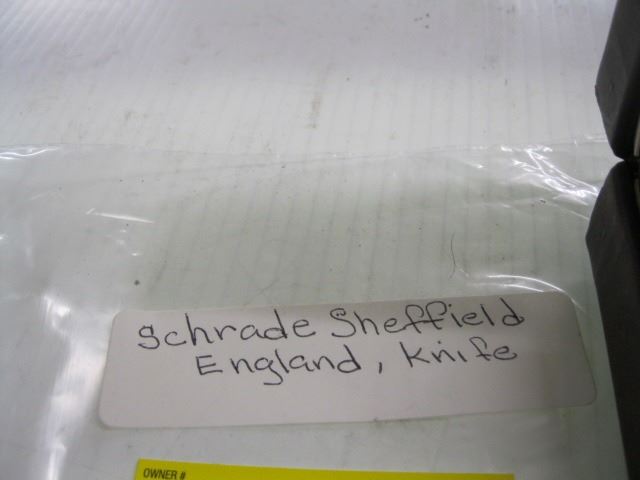 Schrade Sheffield
England, Knife
OWNER #